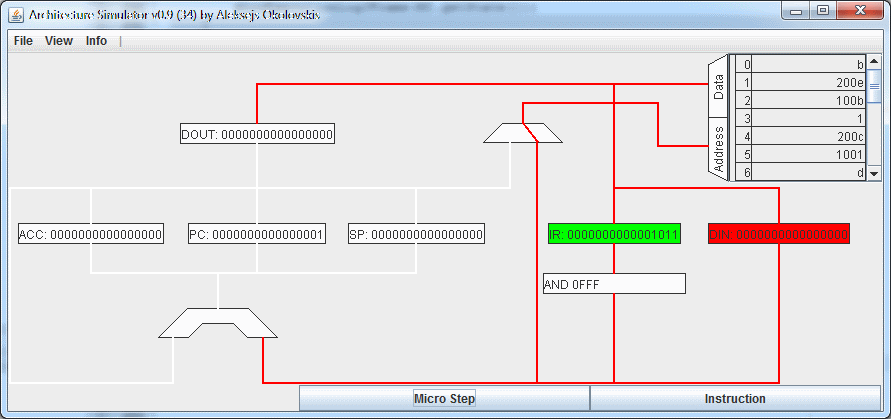 Architecture Simulator v0.9 (34) by Aleksejs Okolovskis
File View Info |
0 b
1 200e
2 100b
3 1
4 200c
5 1001
6 d
Data
Address
DOUT: 0000000000000000
ACC: 0000000000000000
PC: 0000000000000001
SP: 0000000000000000
IR: 0000000000001011
DIN: 0000000000000000
AND 0FFF
Micro Step
Instruction